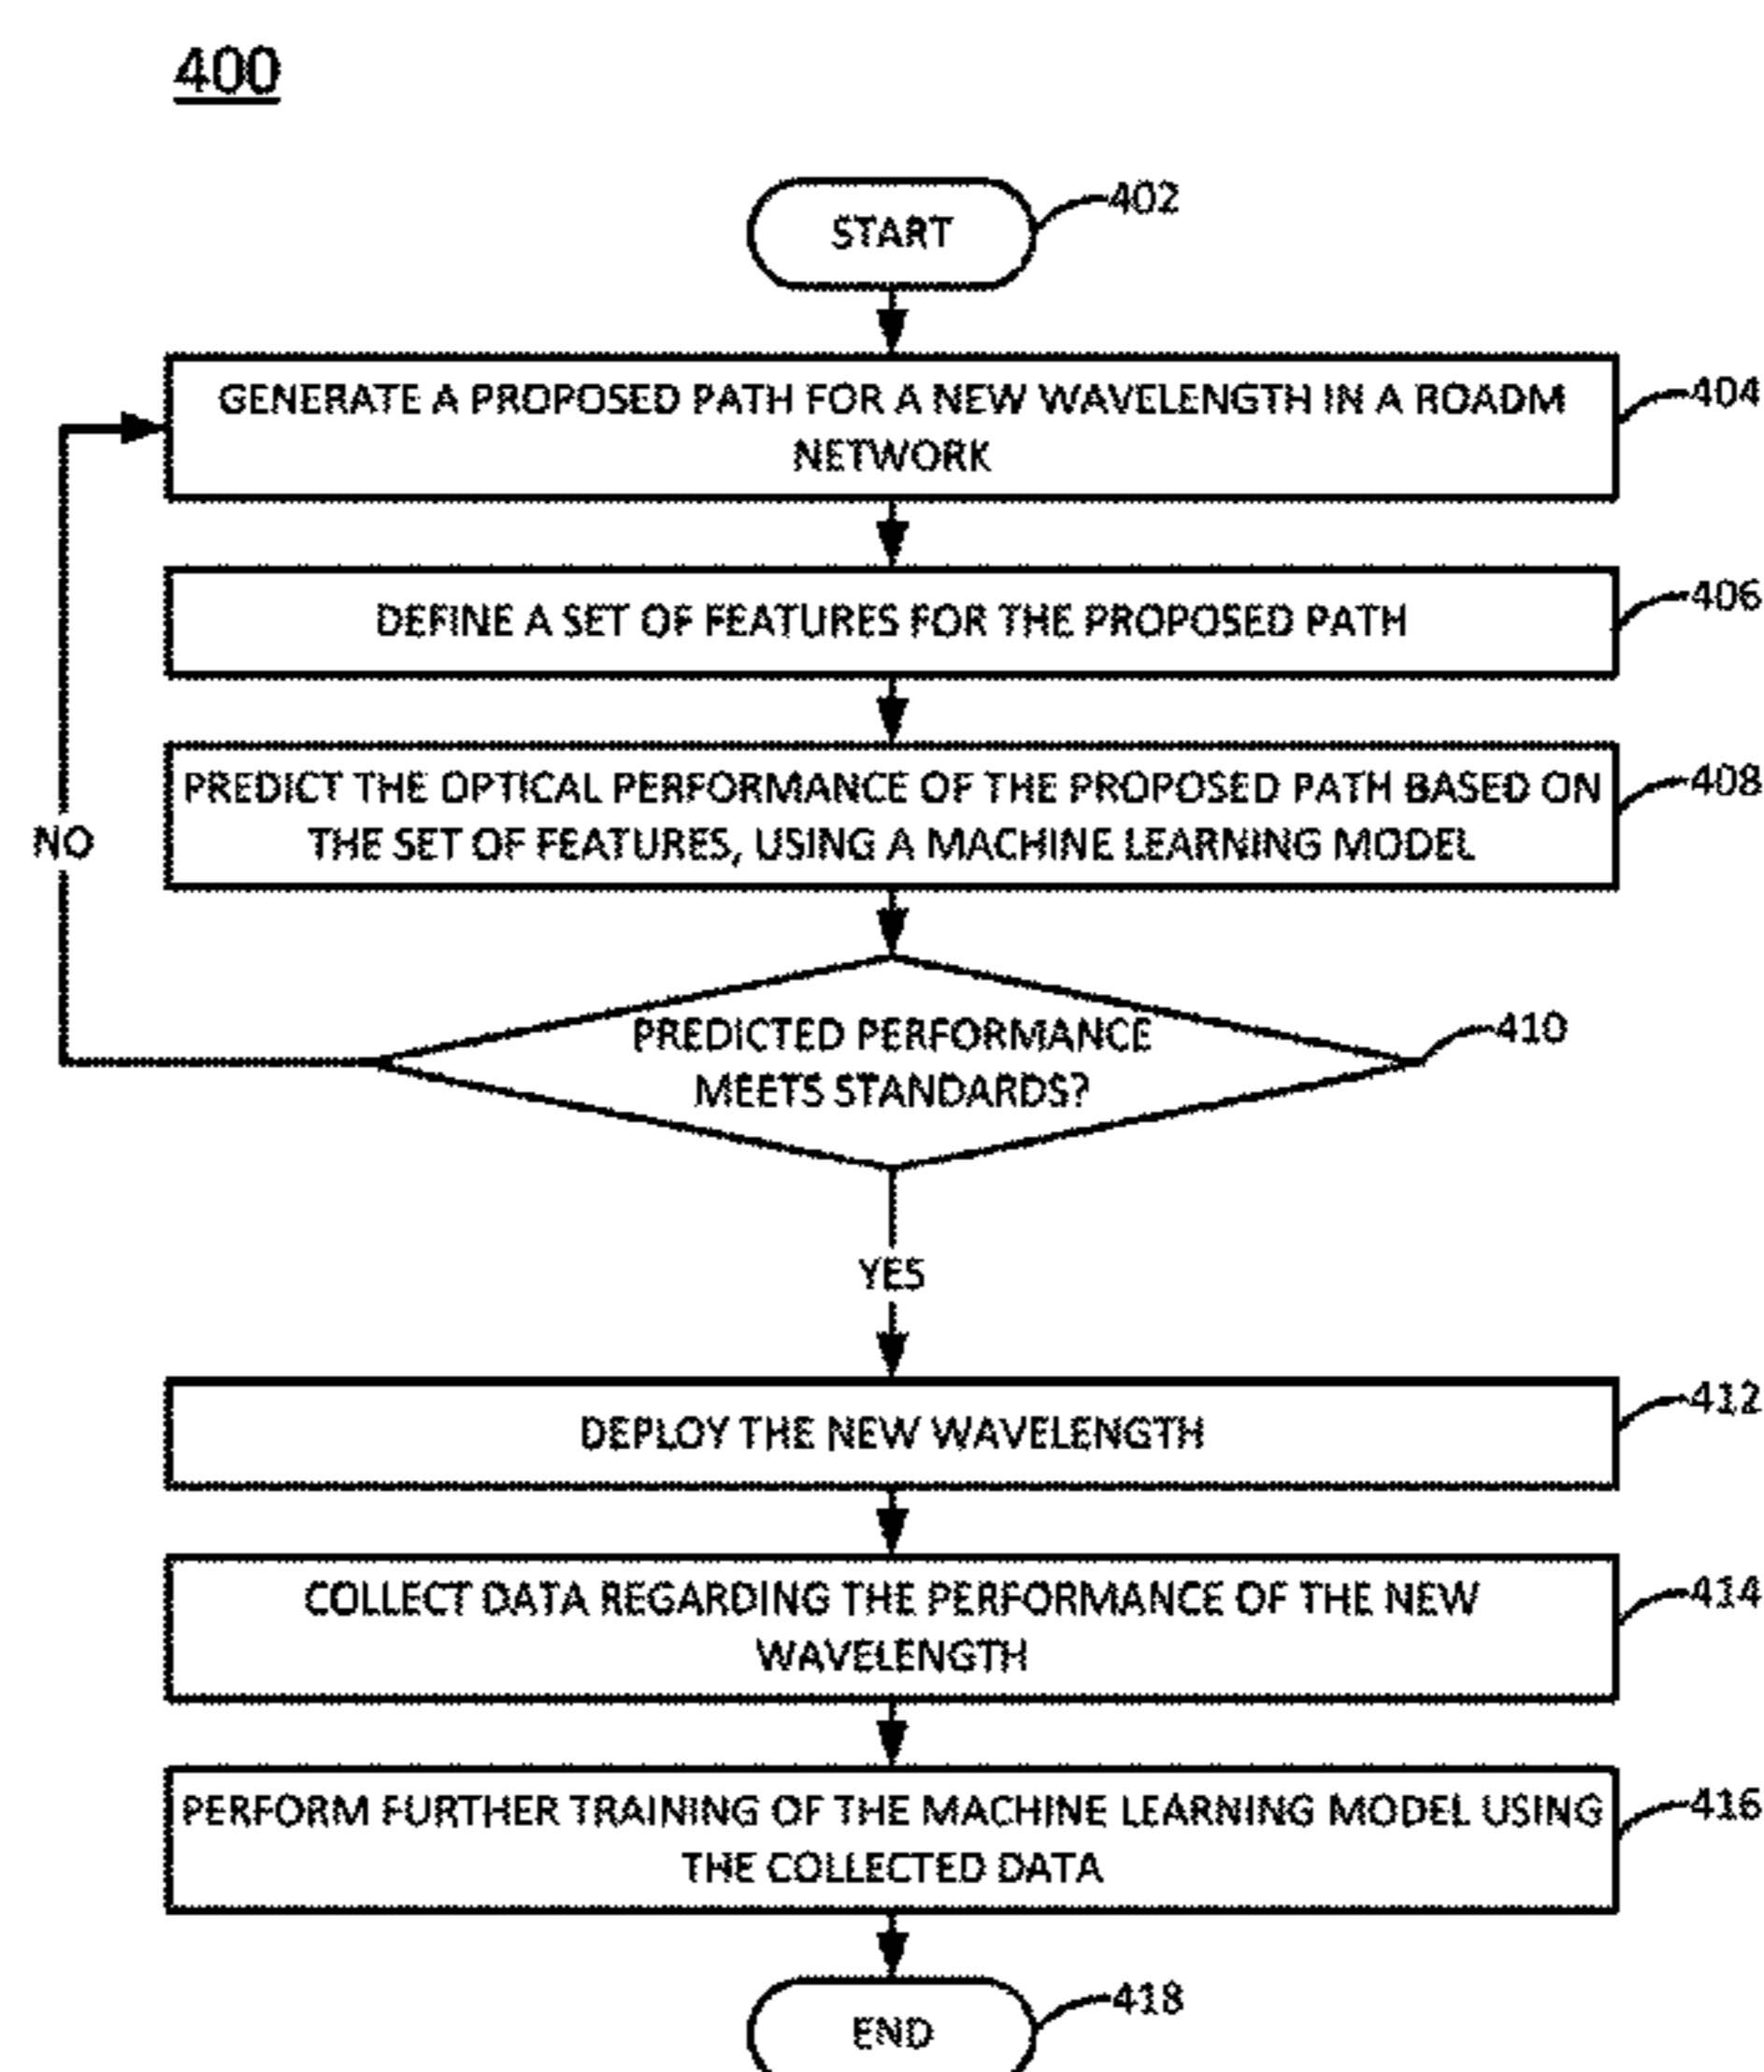 400
START
402
GENERATE A PROPOSED PATH FOR A NEW WAVELENGTH IN A ROADM
NETWORK
404
DEFINE A SET OF FEATURES FOR THE PROPOSED PATH
406
PREDICT THE OPTICAL PERFORMANCE OF THE PROPOSED PATH BASED ON
THE SET OF FEATURES, USING A MACHINE LEARNING MODEL
408
NO
PREDICTED PERFORMANCE
MEETS STANDARDS?
410
YES
DEPLOY THE NEW WAVELENGTH
412
COLLECT DATA REGARDING THE PERFORMANCE OF THE NEW
WAVELENGTH
414
PERFORM FURTHER TRAINING OF THE MACHINE LEARNING MODEL USING
THE COLLECTED DATA
416
END
418